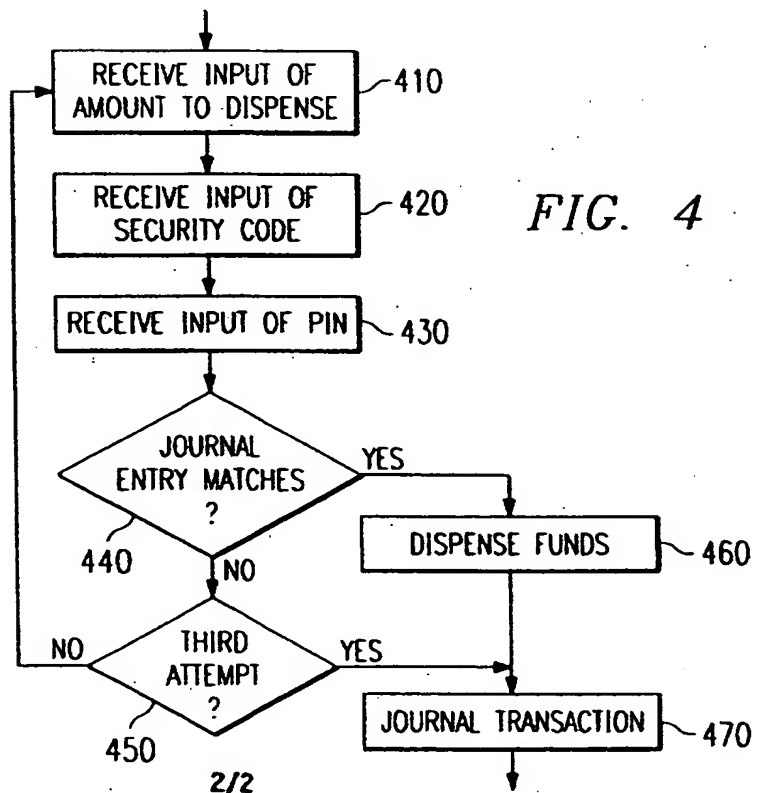 RECEIVE INPUT OF
AMOUNT TO DISPENSE
410
RECEIVE INPUT OF
SECURITY CODE
420
FIG. 4
RECEIVE INPUT OF PIN
430
JOURNAL
ENTRY MATCHES
?
YES
440
NO
DISPENSE FUNDS
460
NO
THIRD
ATTEMPT
?
YES
450
JOURNAL TRANSACTION
470
2/2